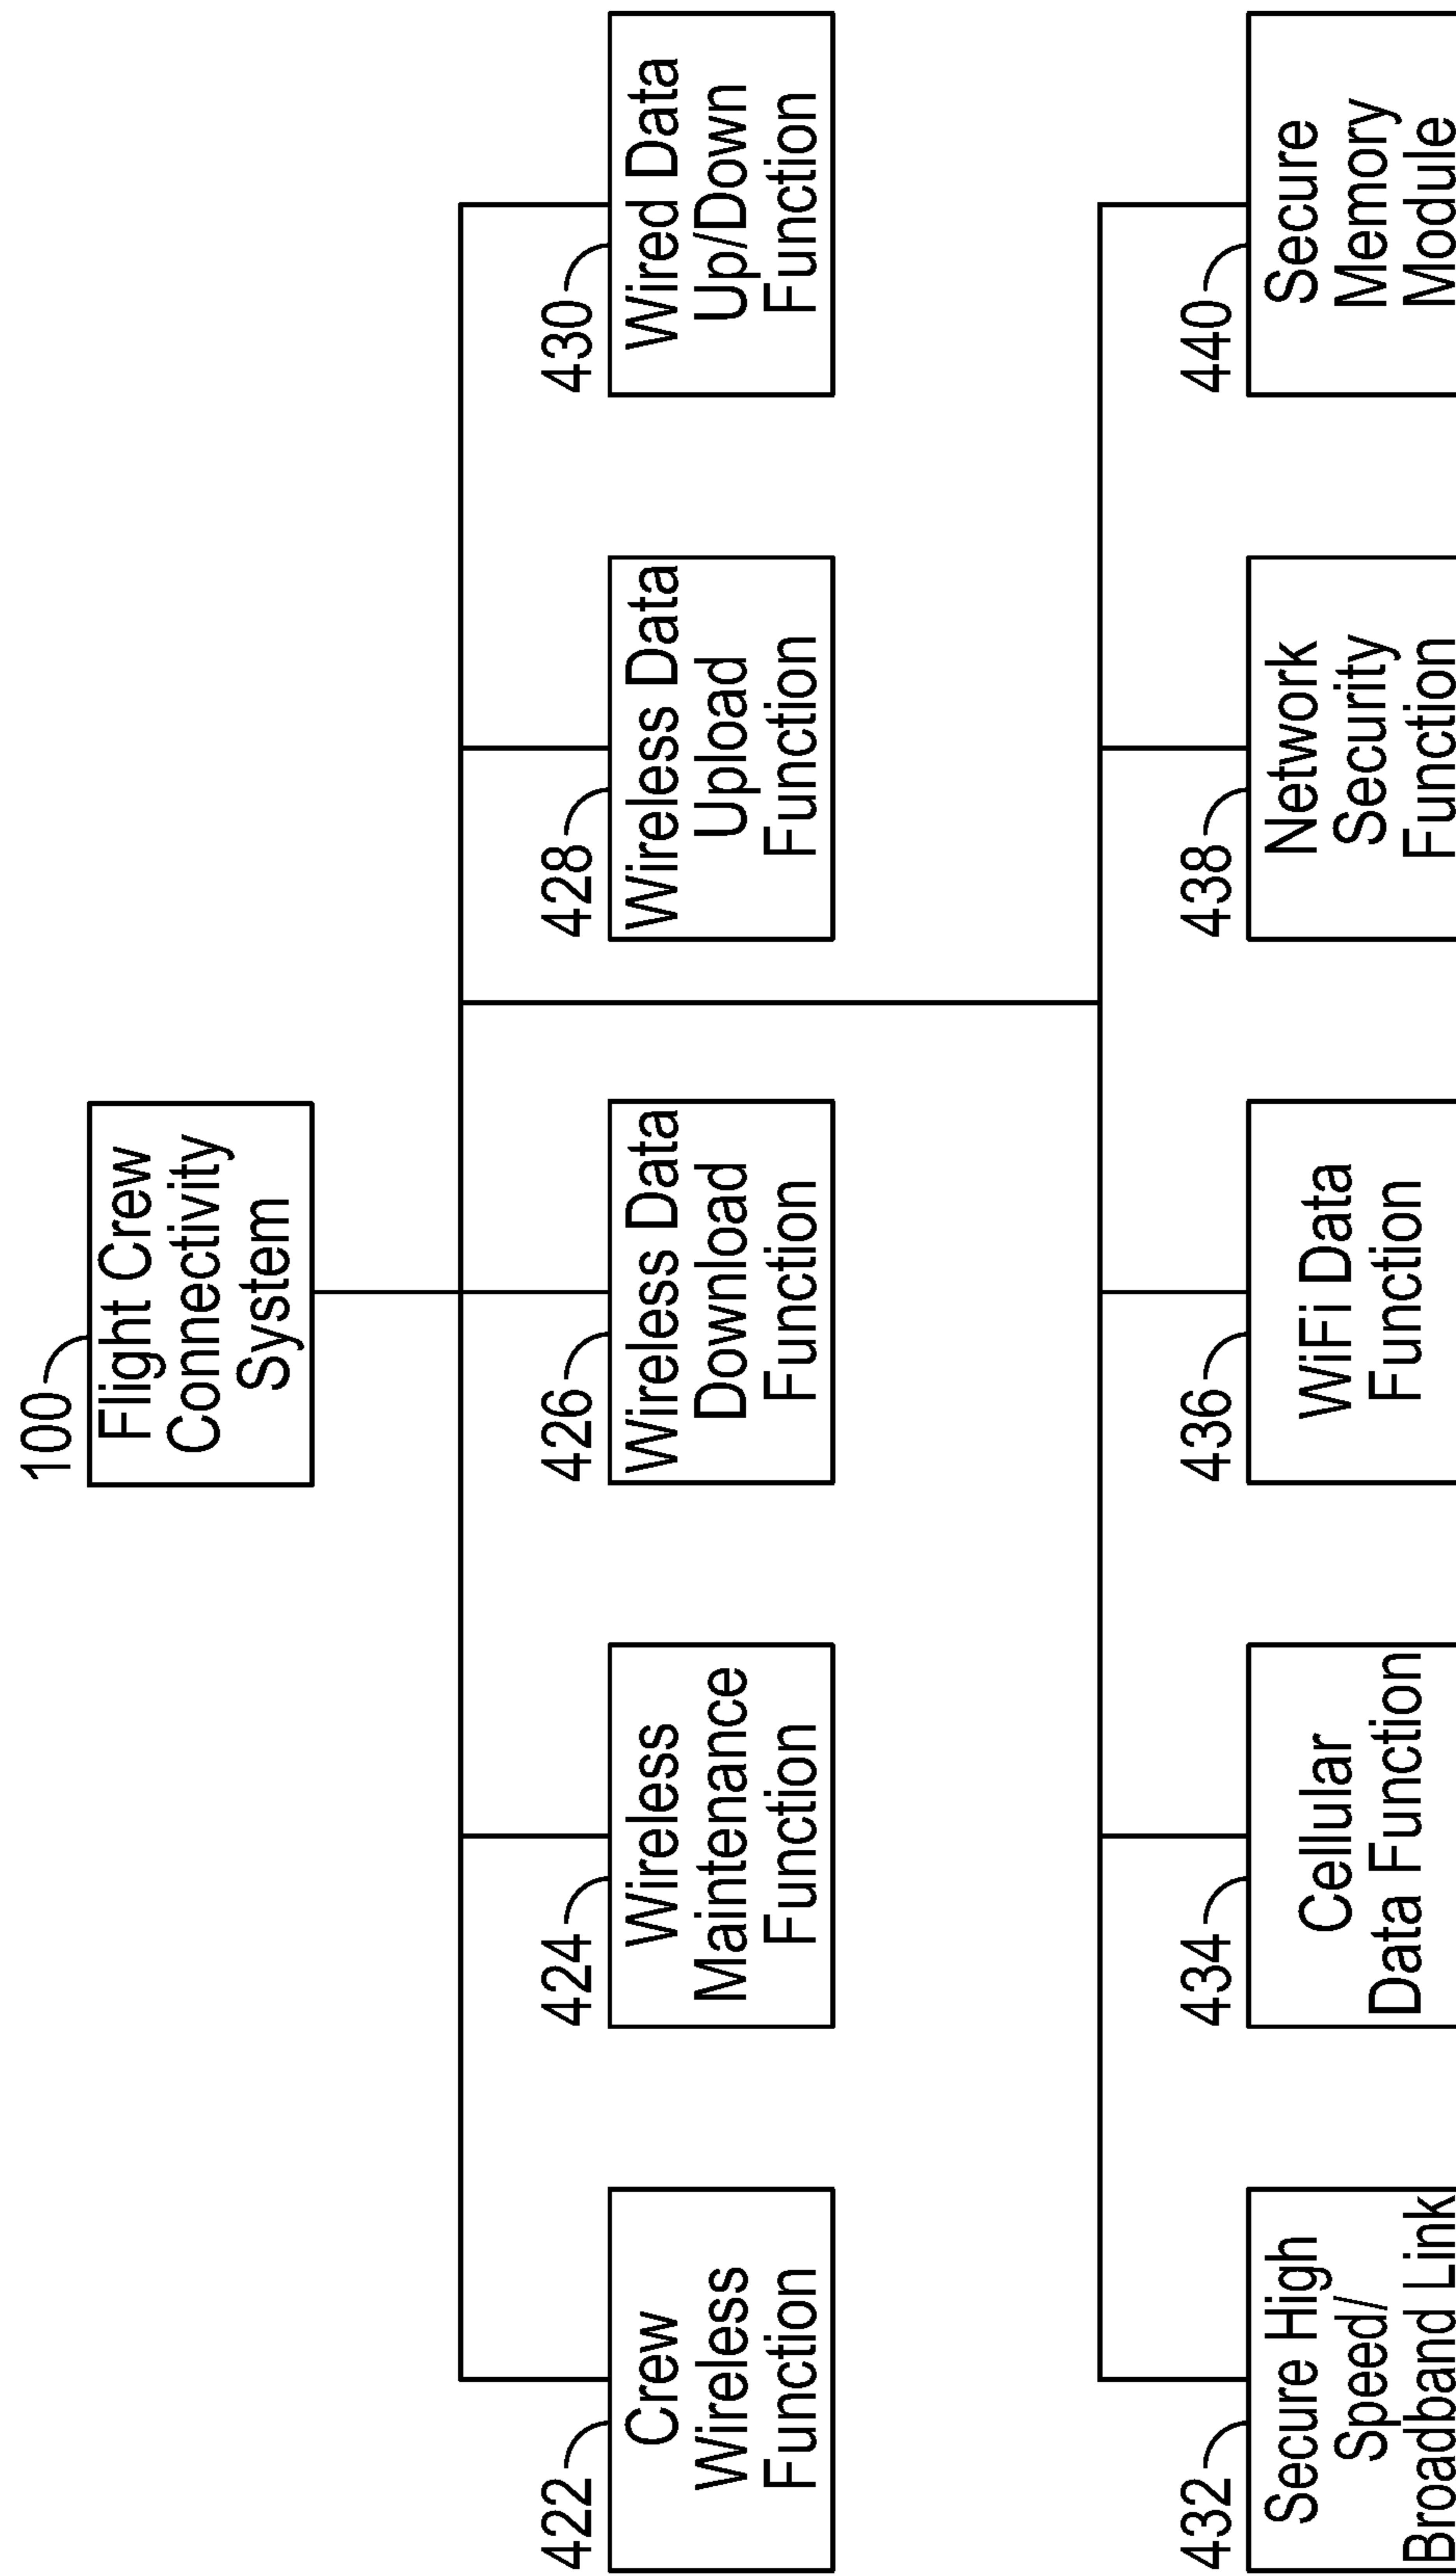 100
Flight Crew
Connectivity
System
422
Crew
Wireless
Function
424
Wireless
Maintenance
Function
426
Wireless Data
Download
Function
428
Wireless Data
Upload
Function
430
Wired Data
Up/Down
Function
432
Secure High
Speed/
Broadband Link
434
Cellular
Data Function
436
WiFi Data
Function
438
Network
Security
Function
440
Secure
Memory
Module